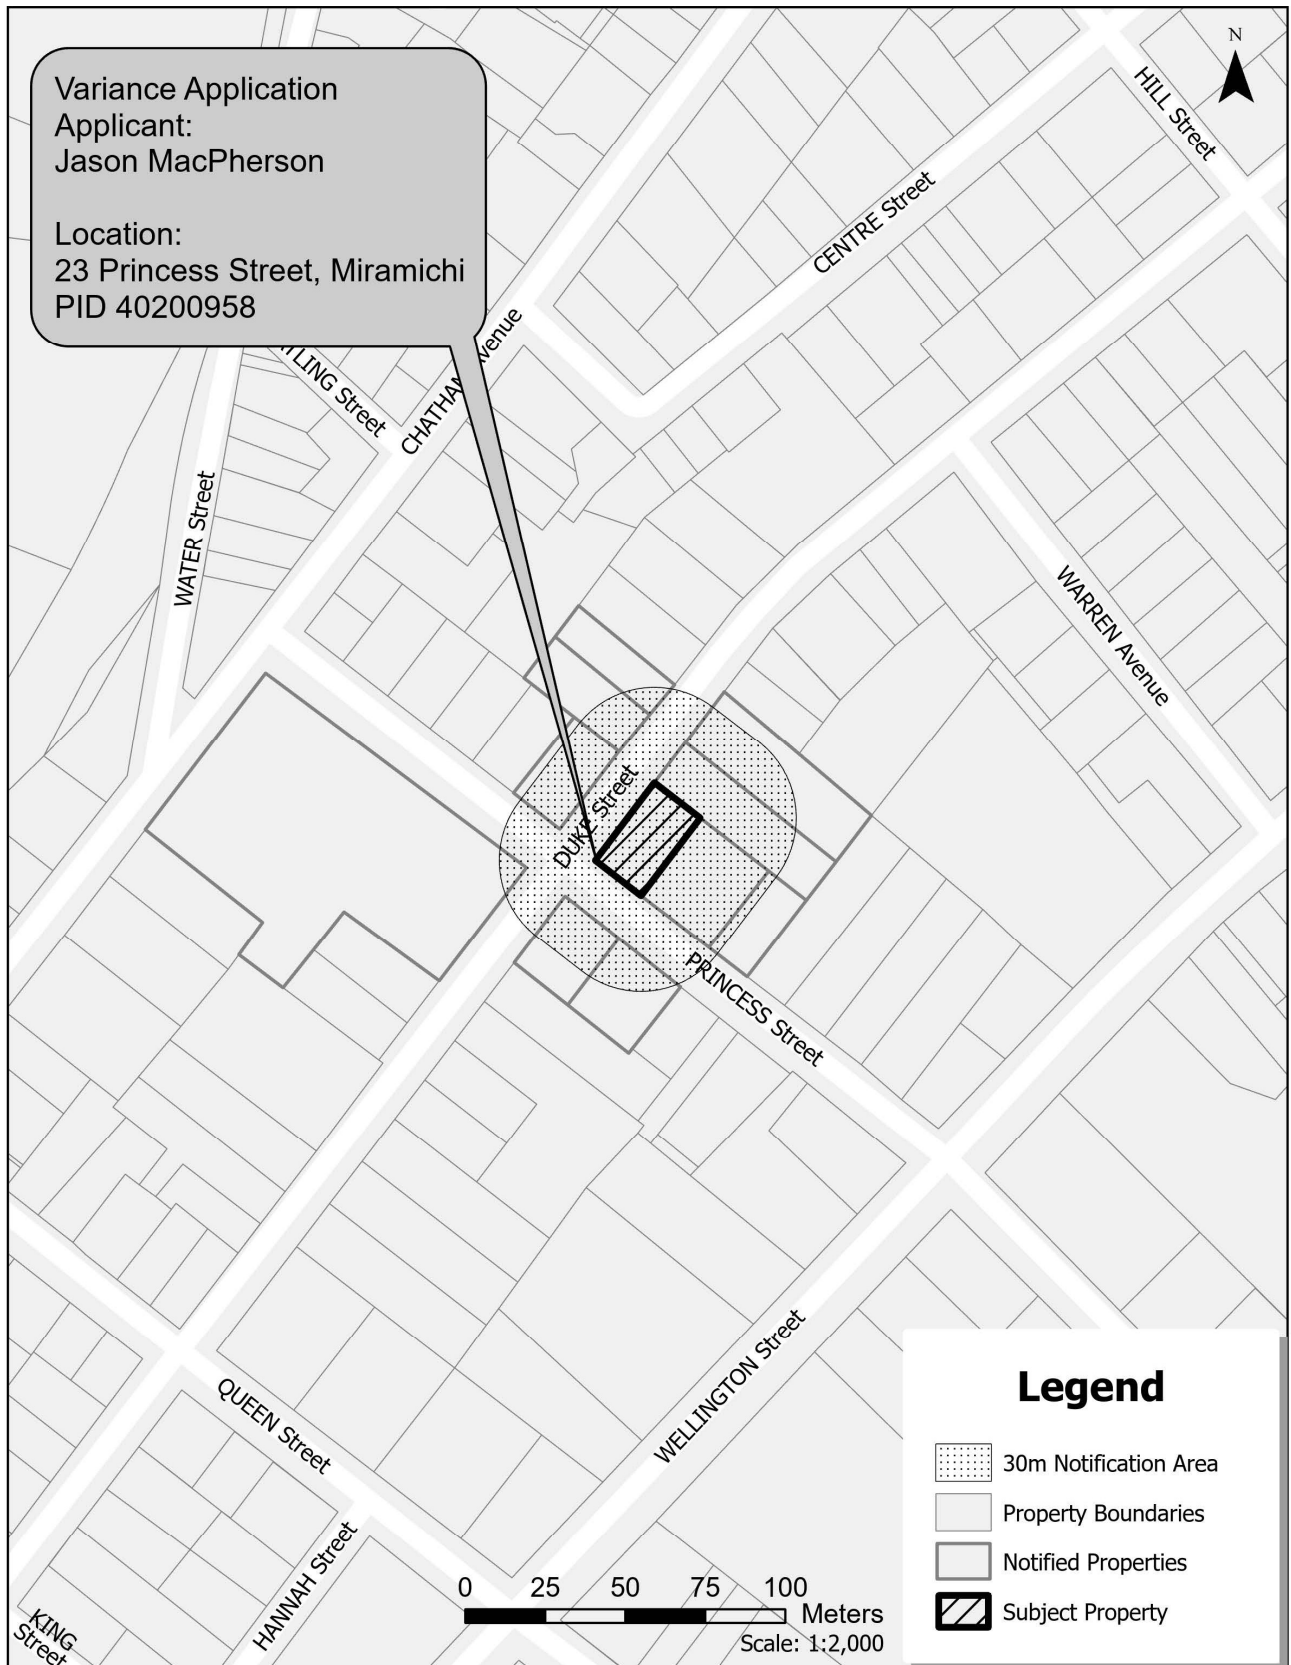 N
HILL Street
Variance Application
Applicant:
Jason MacPherson
Location:
23 Princess Street, Miramichi
PID 40200958
CENTRE Street
Street
CHATHAM
WATER Street
WARREN Avenue
DUKE Street
PRINCESS Street
WELLINGTON Street
QUEEN Street
HANNAH Street
KING
Street
Legend
30m Notification Area
Property Boundaries
Notified Properties
Subject Property
0 25 50 75 100
Meters
Scale: 1:2,000